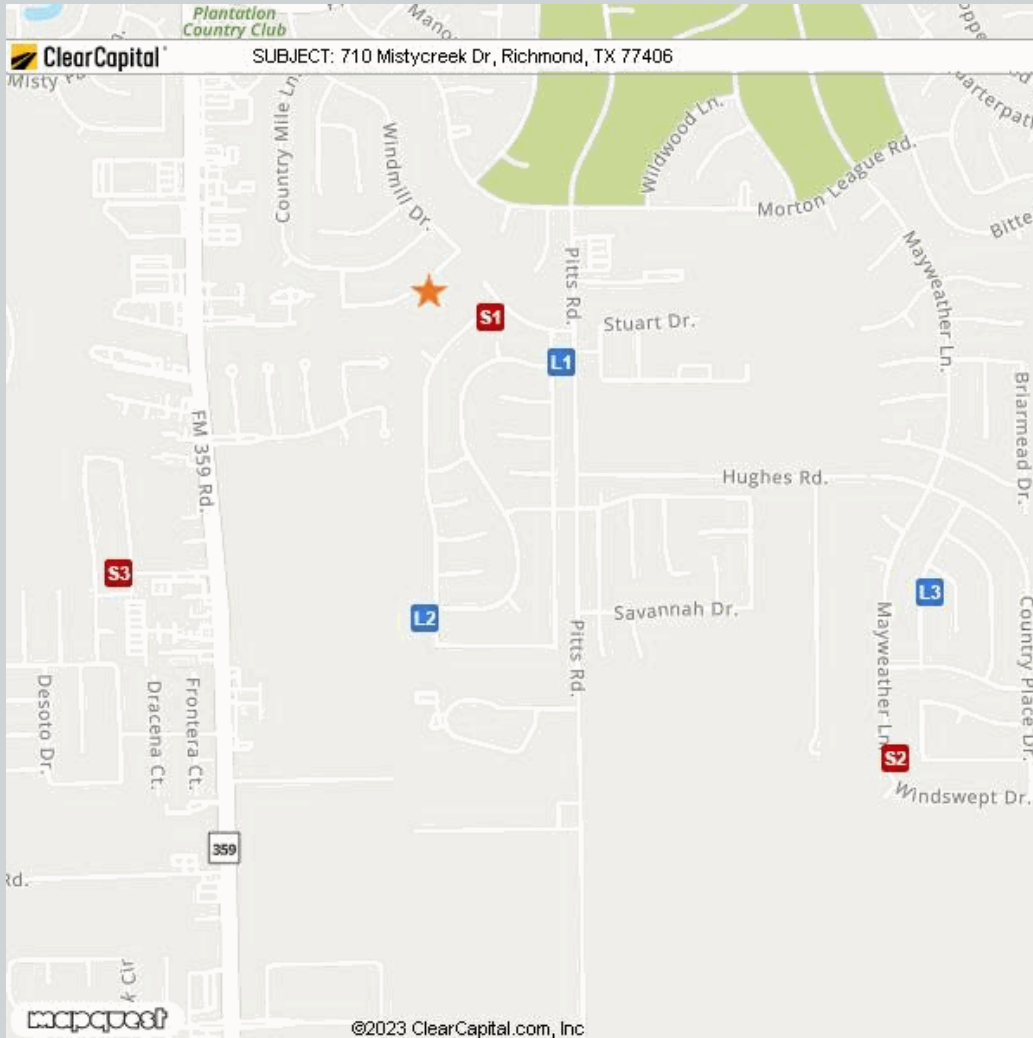 Plantation
Country Club
ClearCapital
SUBJECT: 710 Mistycreek Dr, Richmond, TX 77406
Misty
Country Mile Ln.
Windmill Dr.
Wildwood Ln.
Morton League Rd.
Pitts Rd.
Mayweather Ln.
S1
Stuart Dr.
L1
Briarmead Dr.
FM 359 Rd.
Hughes Rd.
S3
L3
L2
Savannah Dr.
Pitts Rd.
Mayweather Ln.
Country Place Dr.
Desoto Dr.
Dracena Ct.
Frontera Ct.
S2
Windswept Dr.
359
Rd.
mapquest
©2023 ClearCapital.com, Inc